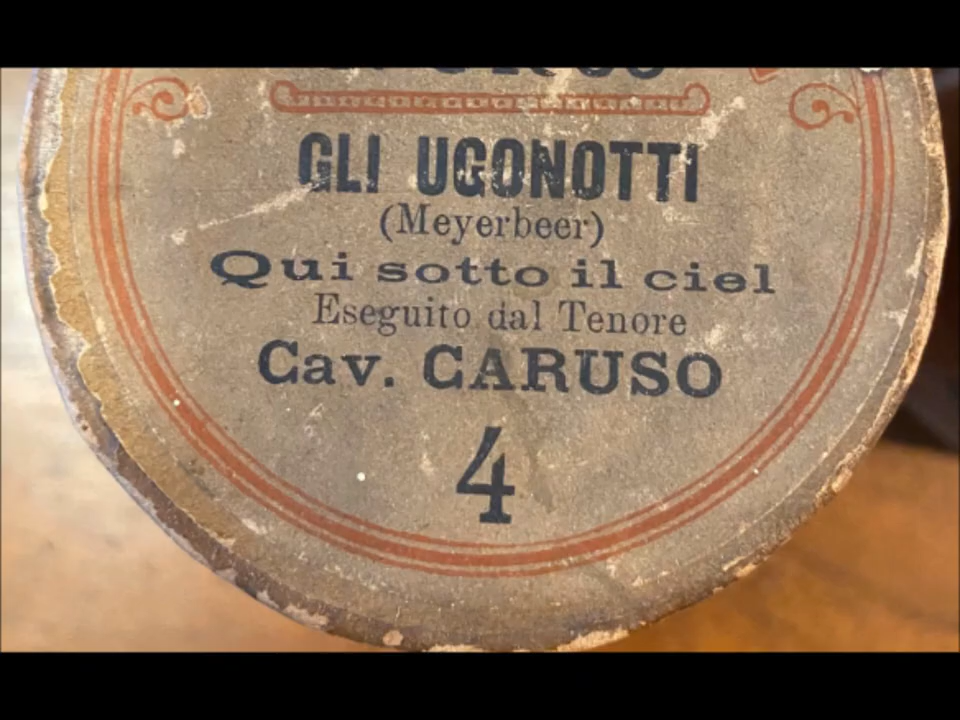 GLI UGONOTTI
(Meyerbeer)
Qui sotto il ciel
Eseguito dal Tenore
Cav. CARUSO
4